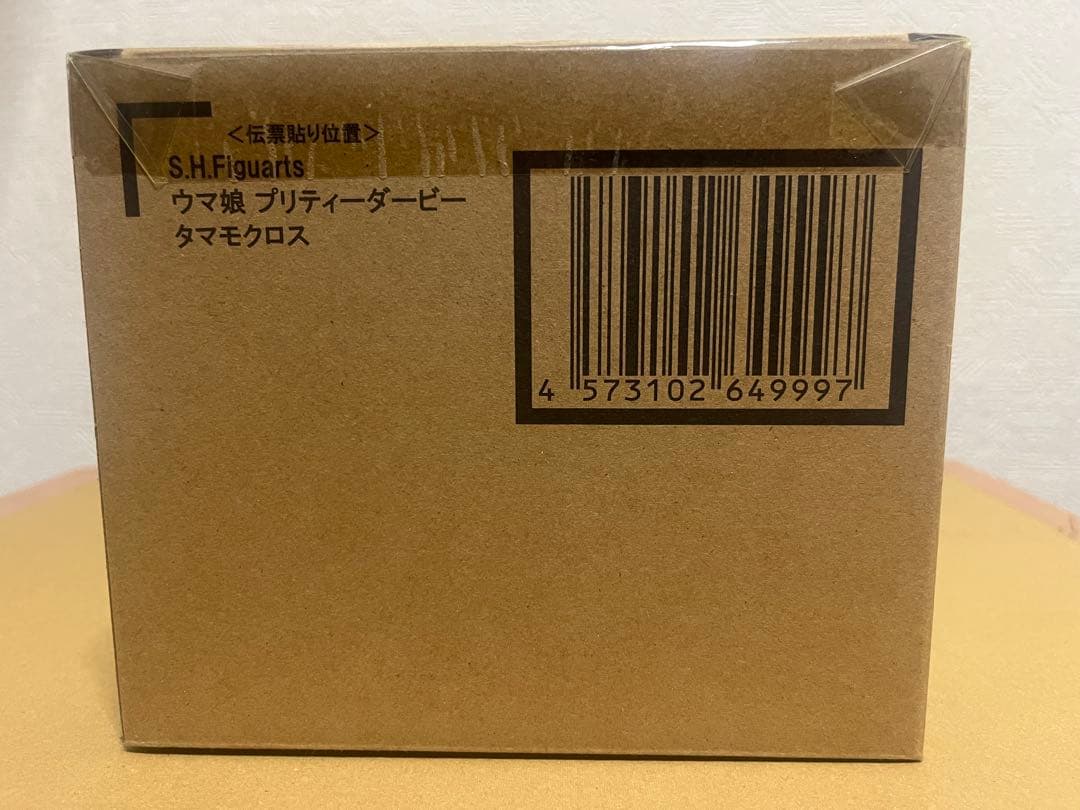 ＜伝票貼り位置＞
S.H.Figuarts
ウマ娘 プリティーダービー
タマモクロス
4 573102 649997